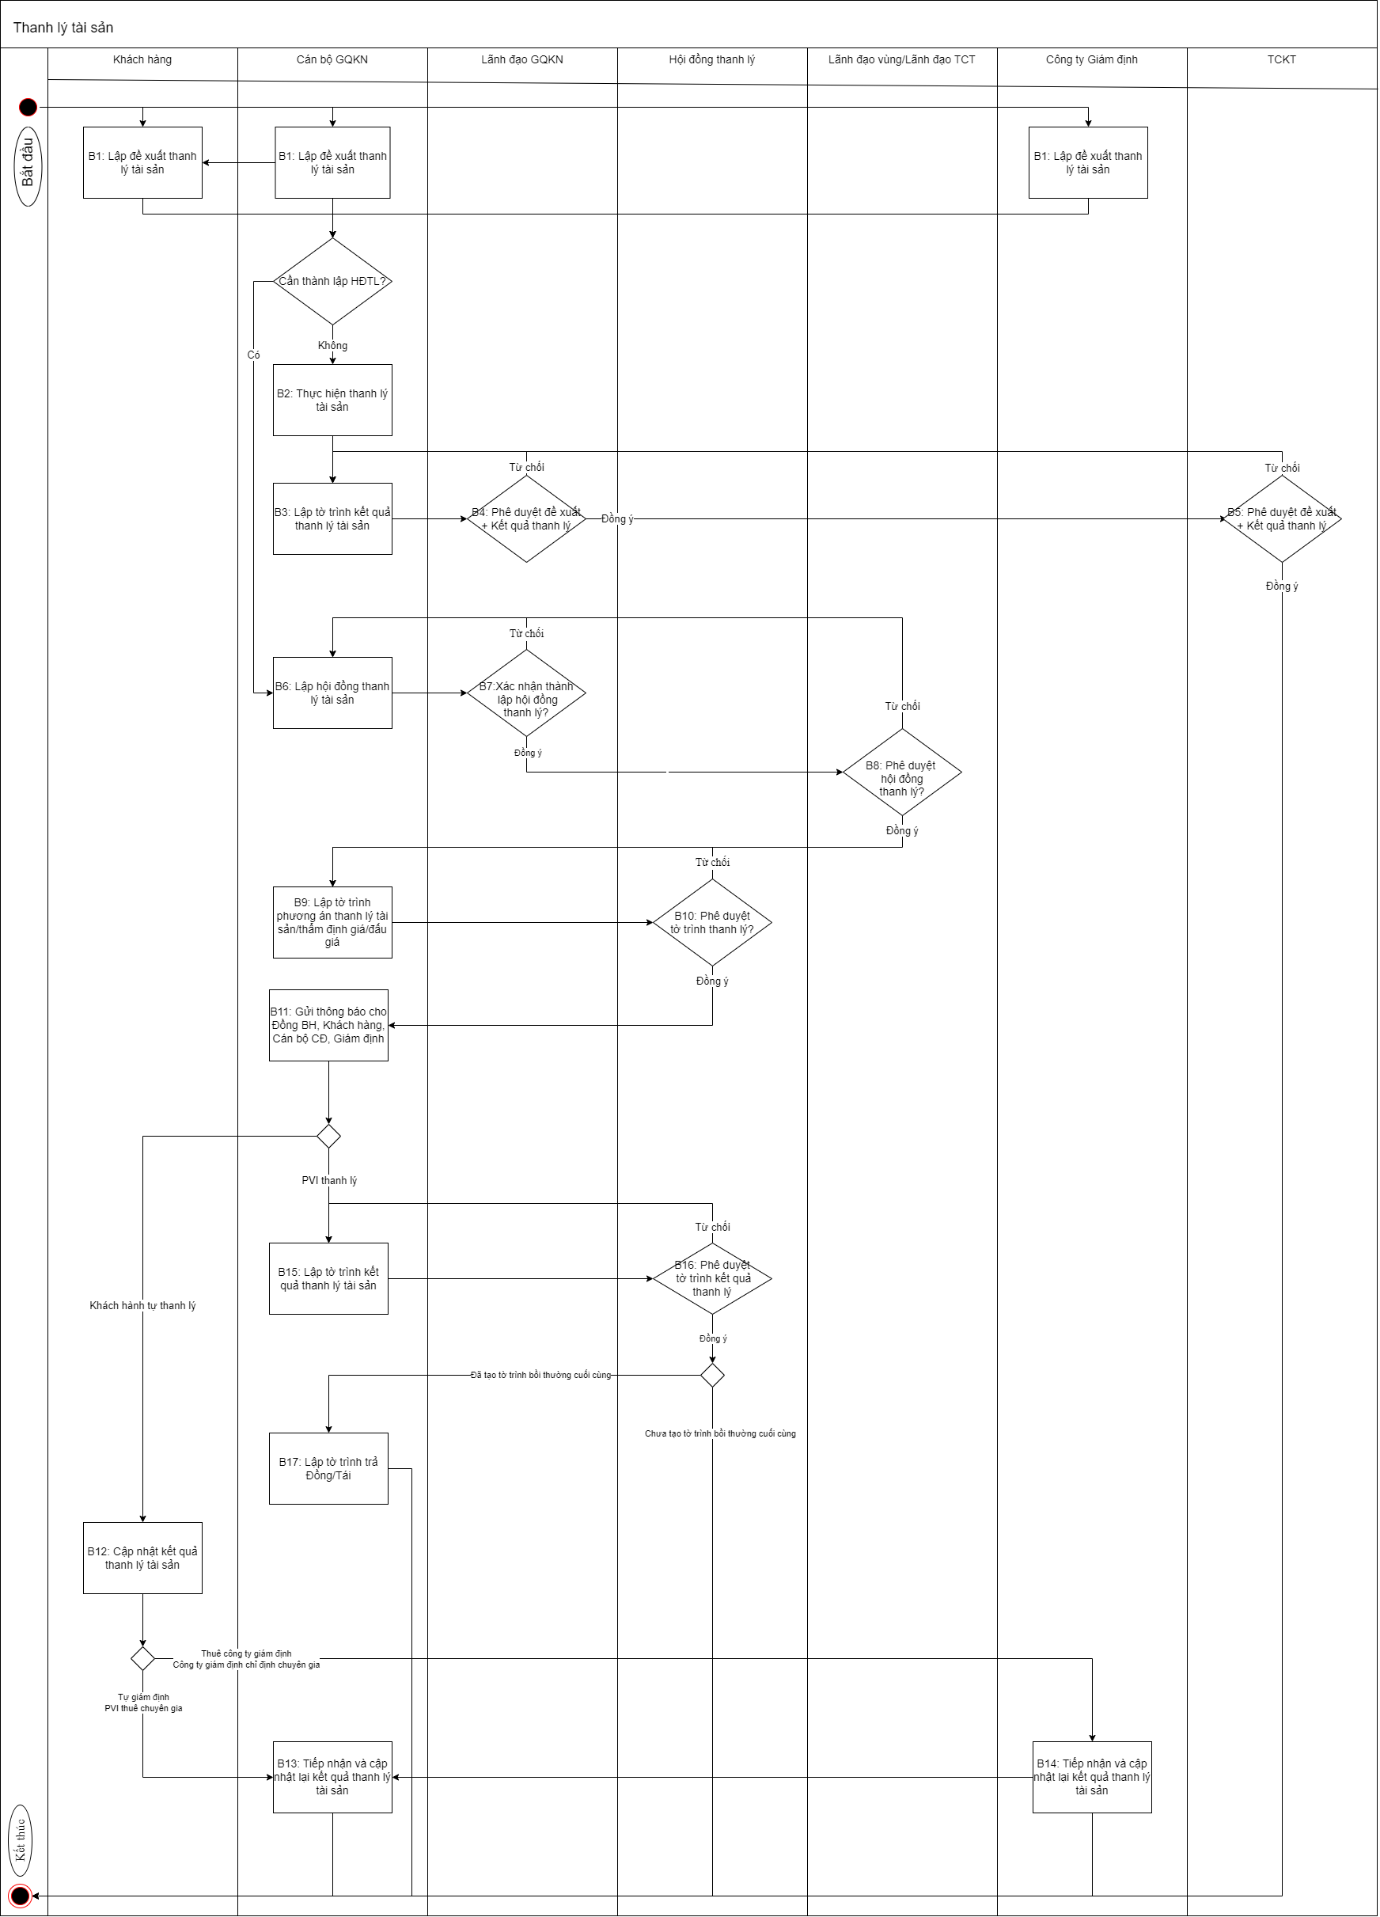 Thanh lý tài sản
Khách hàng
Cán bộ GQKN
Lãnh đạo GQKN
Hội đồng thanh lý
Lãnh đạo vùng/Lãnh đạo TCT
Công ty Giám định
TCKT
Bắt đầu
B1: Lập đề xuất thanh
lý tài sản
B1: Lập đề xuất thanh
lý tài sản
B1: Lập đề xuất thanh
lý tài sản
Cần thành lập HĐTL?
Có
Không
B2: Thực hiện thanh lý
tài sản
Từ chối
Từ chối
B3: Lập tờ trình kết quả
thanh lý tài sản
B4: Phê duyệt đề xuất
+ Kết quả thanh lý
Đồng ý
B5: Phê duyệt đề xuất
+ Kết quả thanh lý
Đồng ý
Từ chối
B6: Lập hội đồng thanh
lý tài sản
B7:Xác nhận thành
lập hội đồng
thanh lý?
Từ chối
Đồng ý
B8: Phê duyệt
hội đồng
thanh lý?
Đồng ý
Từ chối
B9: Lập tờ trình
phương án thanh lý tài
sản/thẩm định giá/đấu
giá
B10: Phê duyệt
tờ trình thanh lý?
Đồng ý
B11: Gửi thông báo cho
Đồng BH, Khách hàng,
Cán bộ CĐ, Giám định
PVI thanh lý
Từ chối
B15: Lập tờ trình kết
quả thanh lý tài sản
B16: Phê duyệt
tờ trình kết quả
thanh lý
Khách hành tự thanh lý
Đồng ý
Đã tạo tờ trình bồi thường cuối cùng
Chưa tạo tờ trình bồi thường cuối cùng
B17: Lập tờ trình trả
Đồng/Tái
B12: Cập nhật kết quả
thanh lý tài sản
Thuê công ty giám định
Công ty giám định chỉ định chuyên gia
Tự giám định
PVI thuê chuyên gia
B13: Tiếp nhận và cập
nhật lại kết quả thanh lý
tài sản
B14: Tiếp nhận và cập
nhật lại kết quả thanh lý
tài sản
Kết thúc